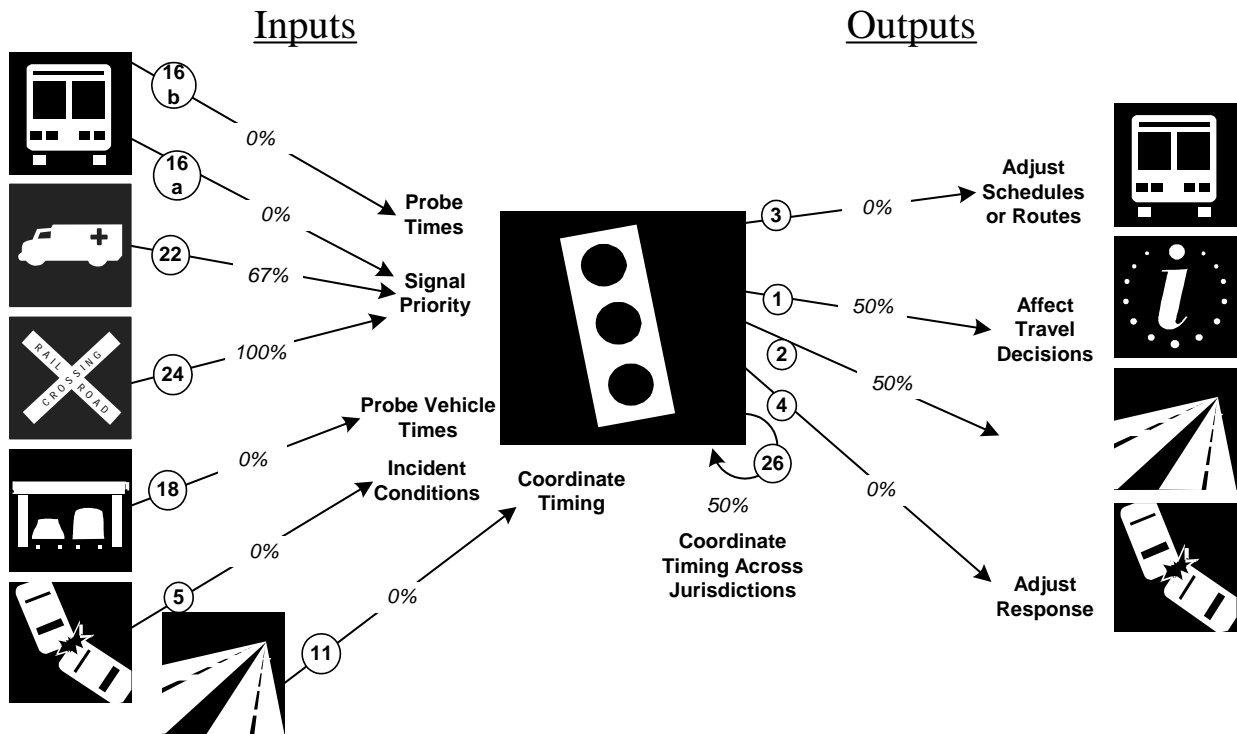 Inputs
Outputs
16
b
0%
16
a
0%
Probe
Times
22
67%
Signal
Priority
RAIL ROAD
CROSSING
24
100%
Probe Vehicle
Times
18
0%
Incident
Conditions
5
0%
Coordinate
Timing
11
0%
3
0%
Adjust
Schedules
or Routes
1
50%
Affect
Travel
Decisions
i
2
50%
4
0%
26
50%
Coordinate
Timing Across
Jurisdictions
Adjust
Response